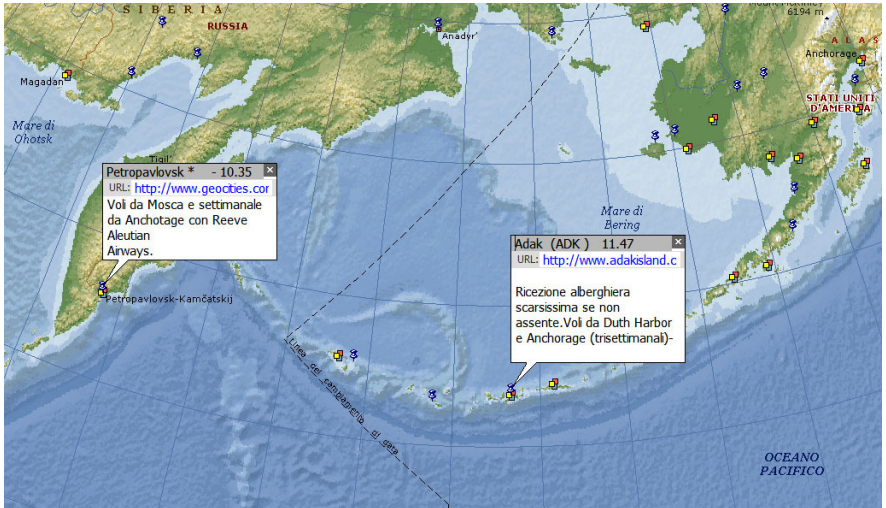 SIBERIA
RUSSIA
6194 m
Anadyr'
ALAS
Anchorage
Magadan
STATI UNITI
D'AMERICA
Mare di
Ohotsk
Tigil'
Petropavlovsk * - 10.35
URL: http://www.geocities.cor
Voli da Mosca e settimanale
da Anchotage con Reeve
Aleutian
Airways.
Mare di
Bering
Adak (ADK ) 11.47
URL: http://www.adakisland.c
Ricezione alberghiera
scarsissima se non
assente.Voli da Duth Harbor
e Anchorage (trisettimanali)-
Petropavlovsk-Kamčatskij
Linea del cambiamento di data
OCEANO
PACIFICO